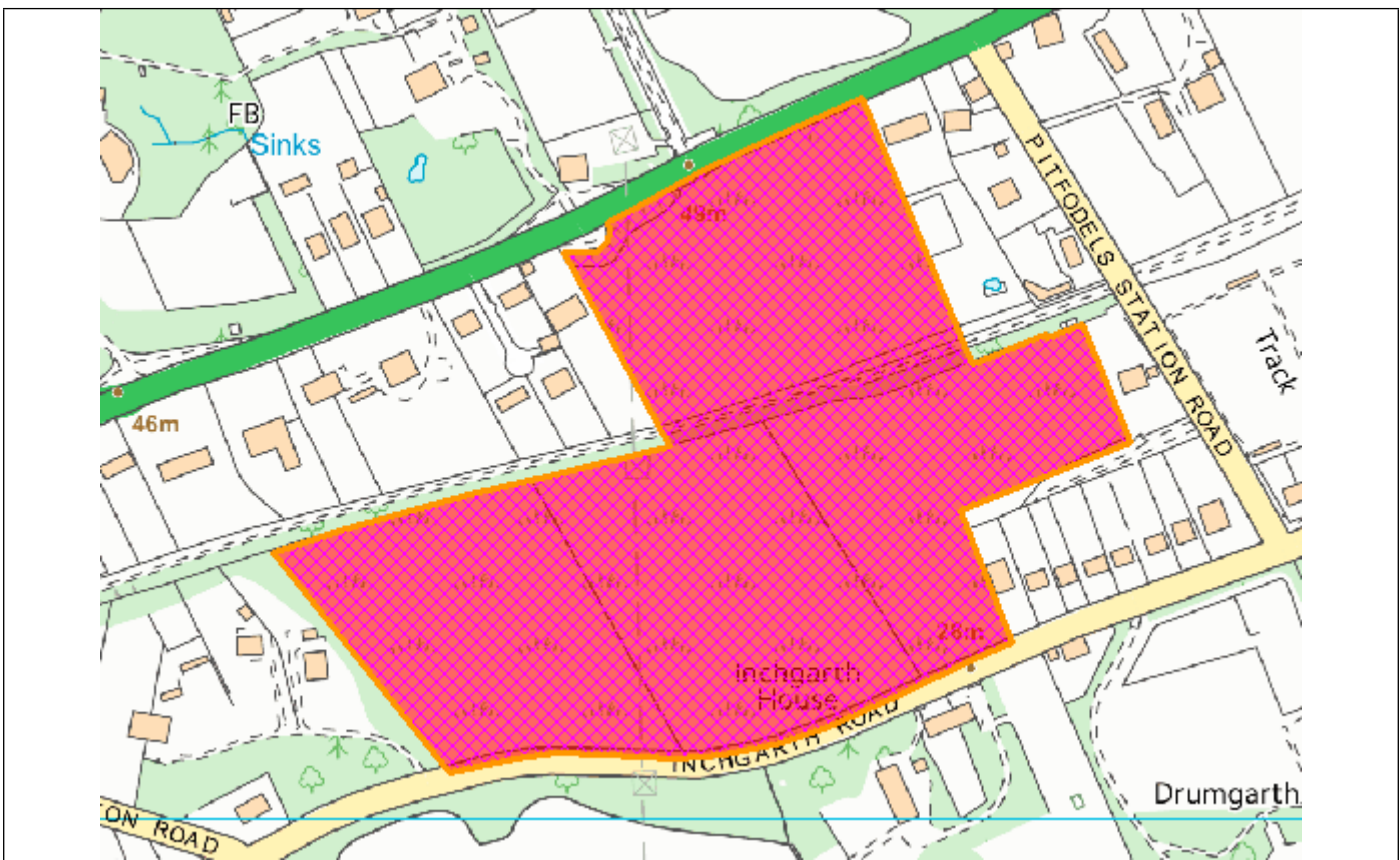 FB
Sinks
49m
PITFODELS STATION ROAD
Track
46m
28m
Inchgarth
House
INCHGARTH ROAD
Drumgarth
ON ROAD